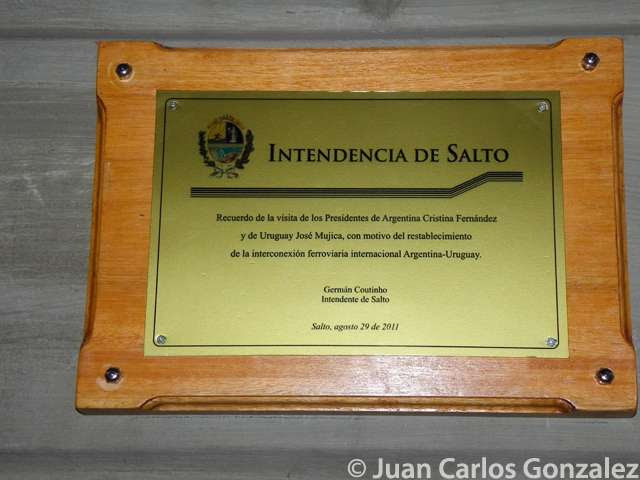 INTENDENCIA DE SALTO
Recuerdo de la visita de los Presidentes de Argentina Cristina Fernández
y de Uruguay José Mujica, con motivo del restablecimiento
de la interconexión ferroviaria internacional Argentina-Uruguay.
Germán Coutinho
Intendente de Salto
Salto, agosto 29 de 2011
© Juan Carlos Gonzalez